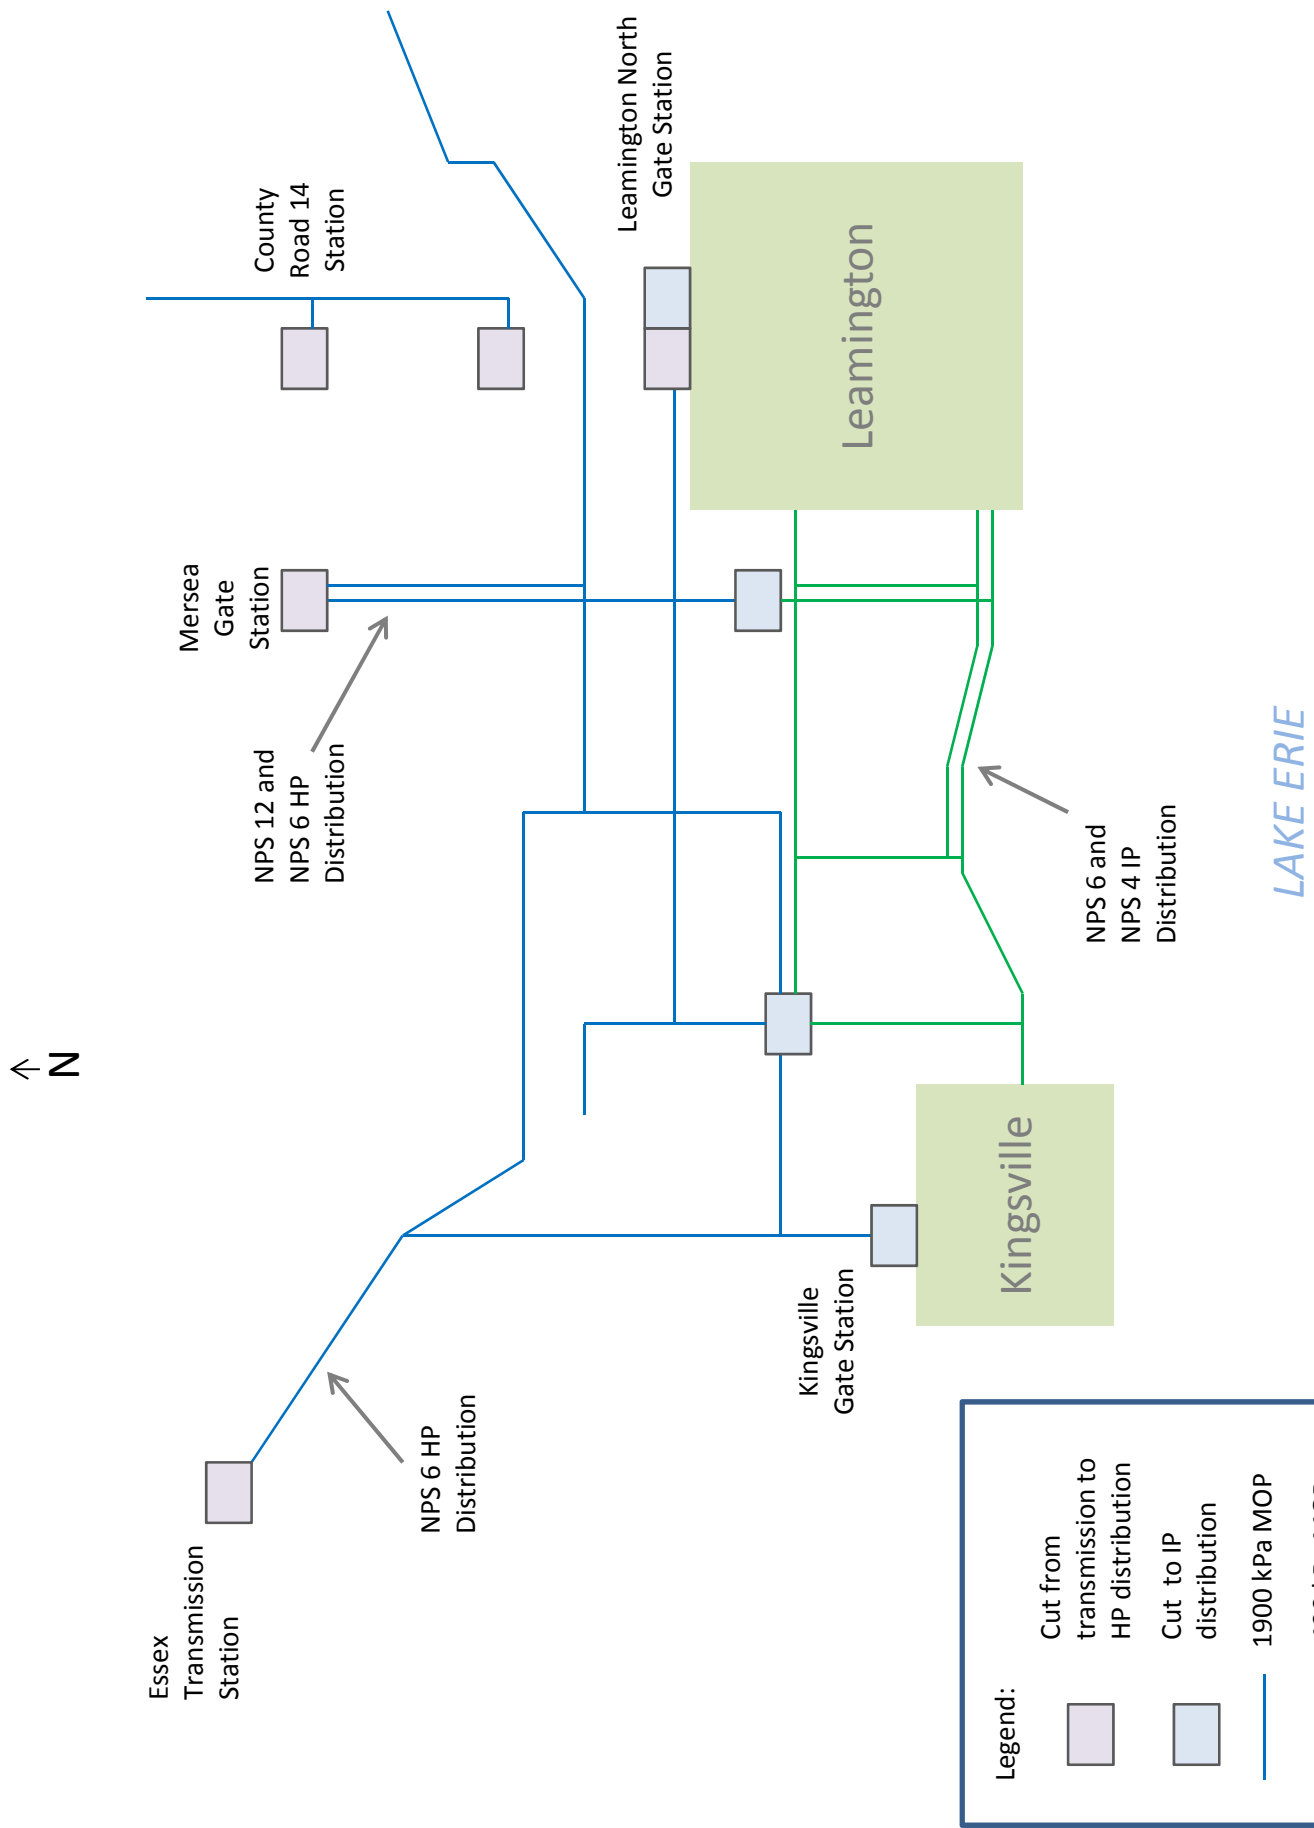 N
Essex
Transmission
Station
NPS 6 HP
Distribution
Kingsville
Gate Station
Kingsville
NPS 12 and
NPS 6 HP
Distribution
Mersea
Gate
Station
County
Road 14
Station
Leamington North
Gate Station
Leamington
NPS 6 and
NPS 4 IP
Distribution
LAKE ERIE
Legend:
Cut from
transmission to
HP distribution
Cut to IP
distribution
1900 kPa MOP